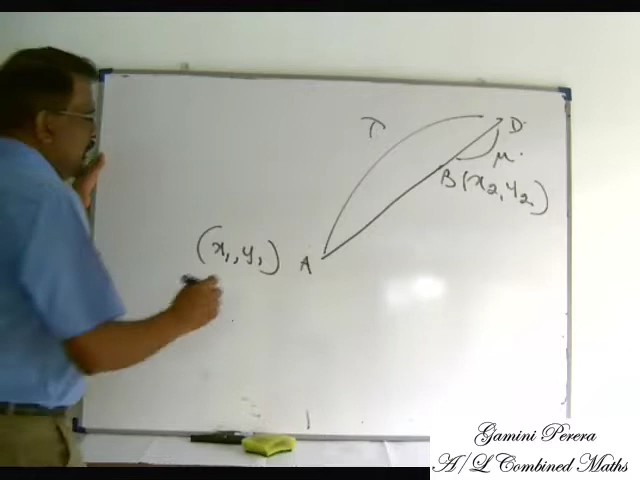 λ
D.
μ.
B(x₂, y₂)
(x₁, y₁) A
Gamini Perera
A/L Combined Maths